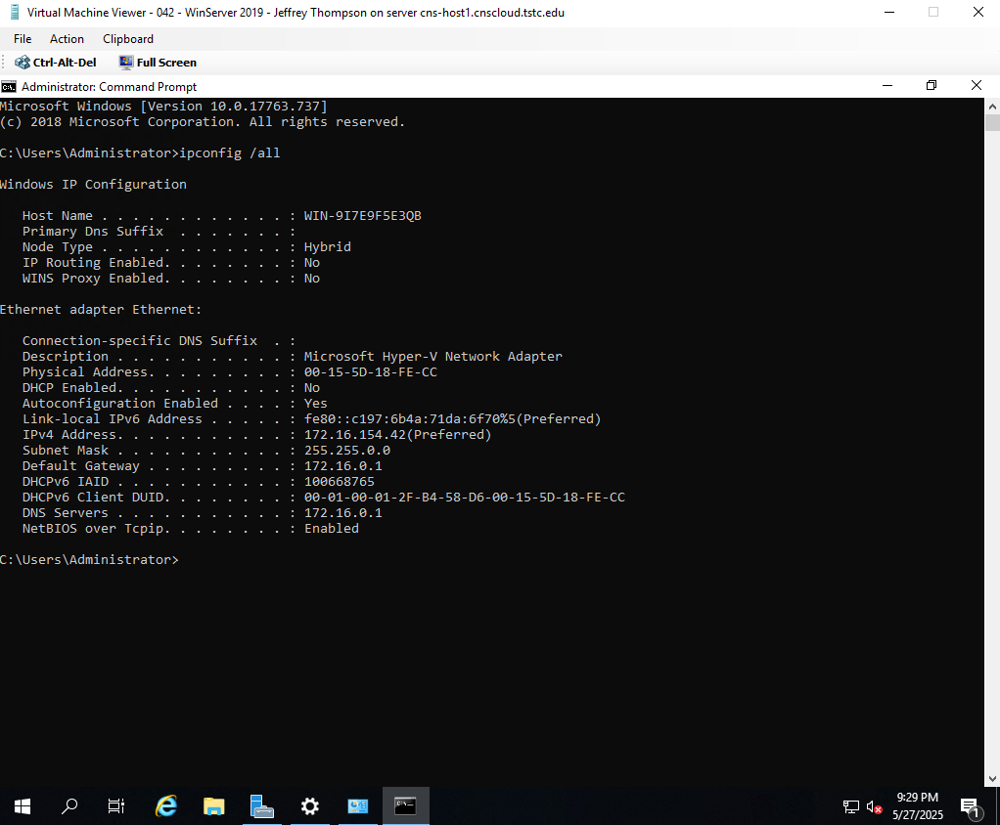 Virtual Machine Viewer - 042 - WinServer 2019 - Jeffrey Thompson on server cns-host1.cnscloud.tstc.edu
File Action Clipboard
Ctrl-Alt-Del Full Screen
Administrator: Command Prompt
Microsoft Windows [Version 10.0.17763.737]
(c) 2018 Microsoft Corporation. All rights reserved.
C:\Users\Administrator>ipconfig /all
Windows IP Configuration
Host Name . . . . . . . . . . . . : WIN-9I7E9F5E3QB
Primary Dns Suffix . . . . . . . :
Node Type . . . . . . . . . . . . : Hybrid
IP Routing Enabled. . . . . . . . : No
WINS Proxy Enabled. . . . . . . . : No
Ethernet adapter Ethernet:
Connection-specific DNS Suffix . :
Description . . . . . . . . . . . : Microsoft Hyper-V Network Adapter
Physical Address. . . . . . . . . : 00-15-5D-18-FE-CC
DHCP Enabled. . . . . . . . . . . : No
Autoconfiguration Enabled . . . . : Yes
Link-local IPv6 Address . . . . . : fe80::c197:6b4a:71da:6f70%5(Preferred)
IPv4 Address. . . . . . . . . . . : 172.16.154.42(Preferred)
Subnet Mask . . . . . . . . . . . : 255.255.0.0
Default Gateway . . . . . . . . . : 172.16.0.1
DHCPv6 IAID . . . . . . . . . . . : 100668765
DHCPv6 Client DUID. . . . . . . . : 00-01-00-01-2F-B4-58-D6-00-15-5D-18-FE-CC
DNS Servers . . . . . . . . . . . : 172.16.0.1
NetBIOS over Tcpip. . . . . . . . : Enabled
C:\Users\Administrator>
9:29 PM
5/27/2025
1